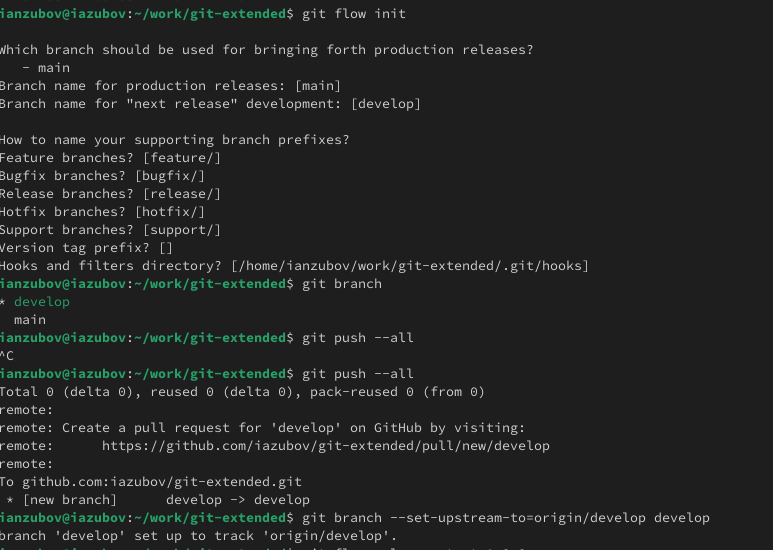 ianzubov@iazubov:~/work/git-extended$ git flow init
Which branch should be used for bringing forth production releases?
   - main
Branch name for production releases: [main]
Branch name for "next release" development: [develop]
How to name your supporting branch prefixes?
Feature branches? [feature/]
Bugfix branches? [bugfix/]
Release branches? [release/]
Hotfix branches? [hotfix/]
Support branches? [support/]
Version tag prefix? []
Hooks and filters directory? [/home/ianzubov/work/git-extended/.git/hooks]
ianzubov@iazubov:~/work/git-extended$ git branch
* develop
  main
ianzubov@iazubov:~/work/git-extended$ git push --all
^C
ianzubov@iazubov:~/work/git-extended$ git push --all
Total 0 (delta 0), reused 0 (delta 0), pack-reused 0 (from 0)
remote:
remote: Create a pull request for 'develop' on GitHub by visiting:
remote:      https://github.com/iazubov/git-extended/pull/new/develop
remote:
To github.com:iazubov/git-extended.git
 * [new branch]      develop -> develop
ianzubov@iazubov:~/work/git-extended$ git branch --set-upstream-to=origin/develop develop
branch 'develop' set up to track 'origin/develop'.